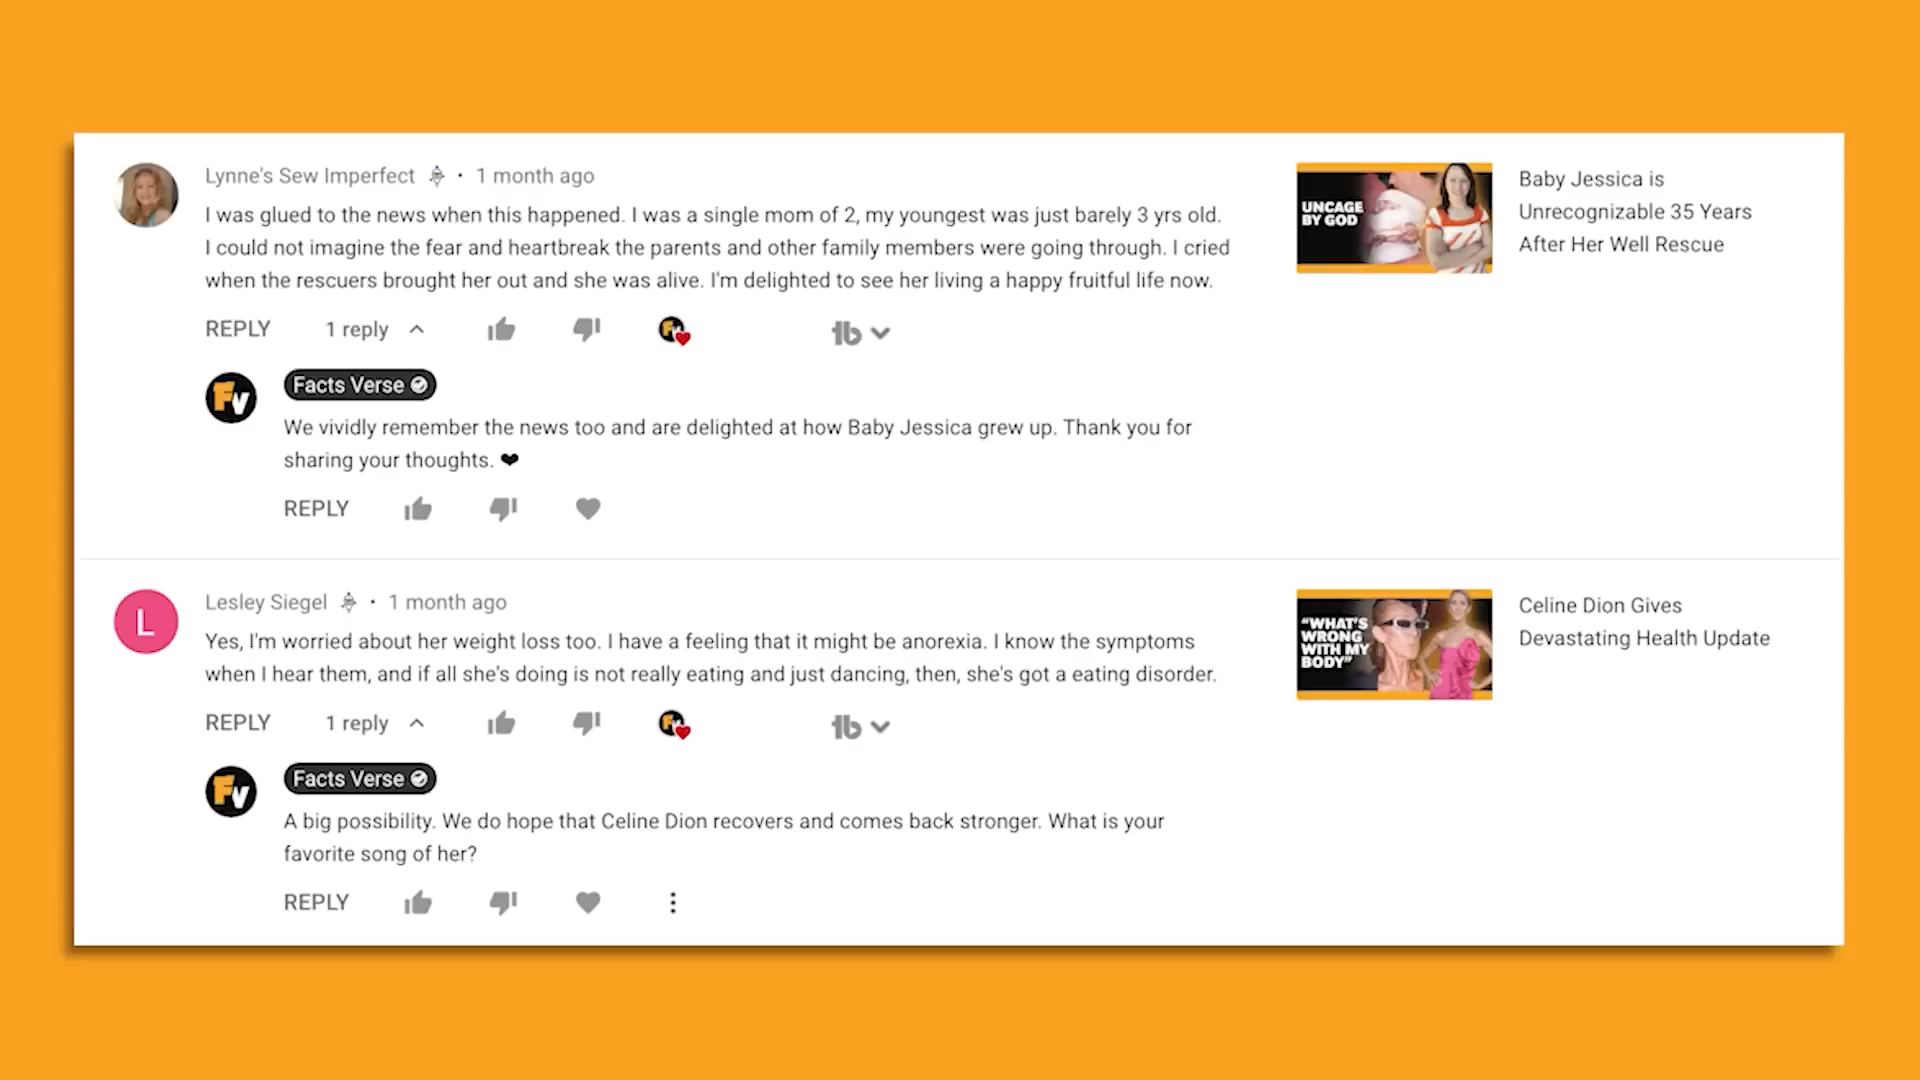 Lynne's Sew Imperfect • 1 month ago
I was glued to the news when this happened. I was a single mom of 2, my youngest was just barely 3 yrs old.
I could not imagine the fear and heartbreak the parents and other family members were going through. I cried
when the rescuers brought her out and she was alive. I'm delighted to see her living a happy fruitful life now.
REPLY 1 reply
tb
Fv
Facts Verse
We vividly remember the news too and are delighted at how Baby Jessica grew up. Thank you for
sharing your thoughts. ❤
REPLY
UNCAGE
BY GOD
Baby Jessica is
Unrecognizable 35 Years
After Her Well Rescue
L
Lesley Siegel • 1 month ago
Yes, I'm worried about her weight loss too. I have a feeling that it might be anorexia. I know the symptoms
when I hear them, and if all she's doing is not really eating and just dancing, then, she's got a eating disorder.
REPLY 1 reply
tb
Fv
Facts Verse
A big possibility. We do hope that Celine Dion recovers and comes back stronger. What is your
favorite song of her?
REPLY
"WHAT'S
WRONG
WITH MY
BODY"
Celine Dion Gives
Devastating Health Update